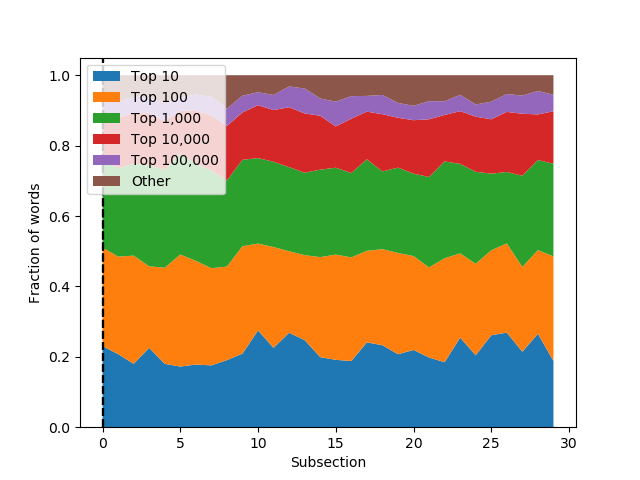 1.0
0.8
0.6
0.4
0.2
0.0
Fraction of words
Top 10
Top 100
Top 1,000
Top 10,000
Top 100,000
Other
0 5 10 15 20 25 30
Subsection